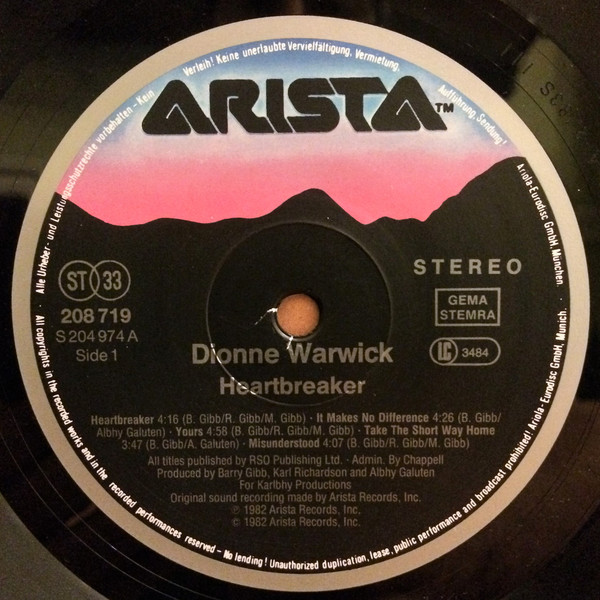 Alle Urheber- und Leistungsschutzrechte vorbehalten - Kein Verleih! Keine unerlaubte Vervielfältigung, Vermietung, Aufführung, Sendung!
ARISTA™
Ariola-Eurodisc GmbH, München.
STEREO
ST 33
GEMA
STEMRA
208 719
S 204 974 A
Side 1
LC 3484
Dionne Warwick
Heartbreaker
Heartbreaker 4:16 (B. Gibb/R. Gibb/M. Gibb) · It Makes No Difference 4:26 (B. Gibb/
Albhy Galuten) · Yours 4:58 (B. Gibb/R. Gibb/M. Gibb) · Take The Short Way Home
3:47 (B. Gibb/A. Galuten) · Misunderstood 4:07 (B. Gibb/R. Gibb/M. Gibb)
All titles published by RSO Publishing Ltd. · Admin. By Chappell
Produced by Barry Gibb, Karl Richardson and Albhy Galuten
For Karlbhy Productions
Original sound recording made by Arista Records, Inc.
℗ 1982 Arista Records, Inc.
© 1982 Arista Records, Inc.
All copyrights in the recorded works and in the recorded performances reserved - No lending! Unauthorized duplication, lease, public performance and broadcast prohibited! Ariola-Eurodisc GmbH, Munich.